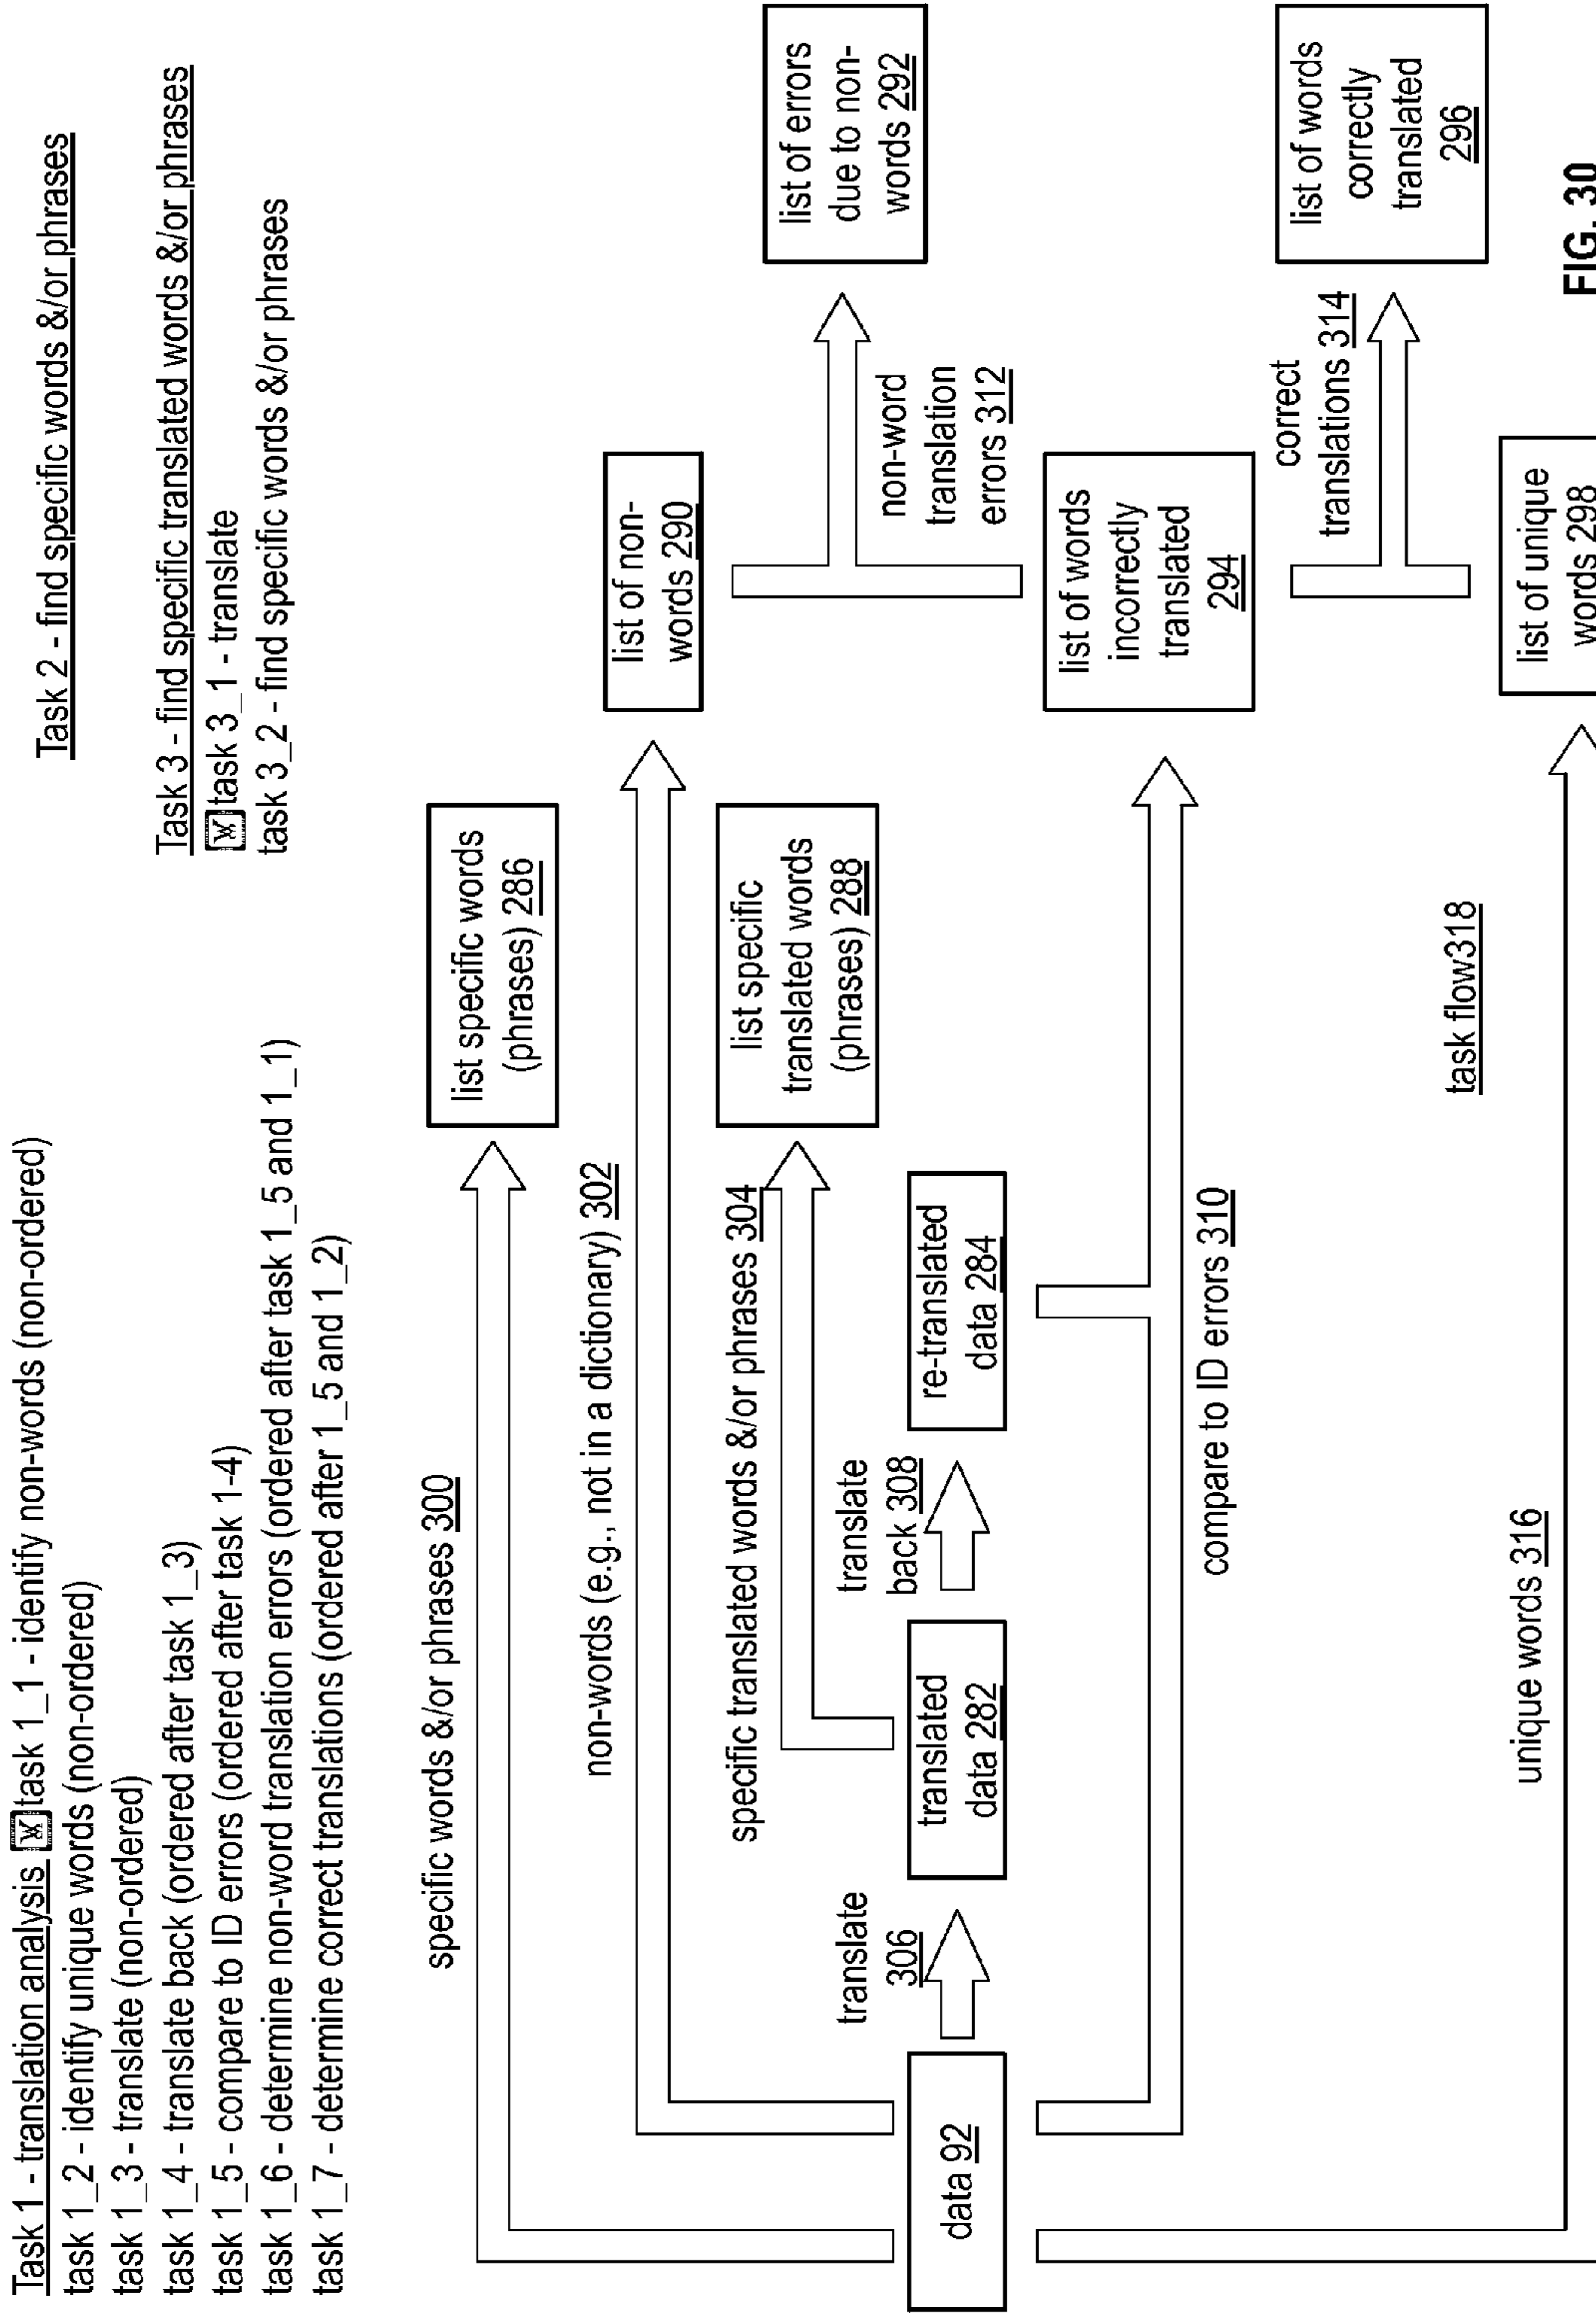 Task 1 - translation analysis task 1_1 - identify non-words (non-ordered)
task 1_2 - identify unique words (non-ordered)
task 1_3 - translate (non-ordered)
task 1_4 - translate back (ordered after task 1_3)
task 1_5 - compare to ID errors (ordered after task 1-4)
task 1_6 - determine non-word translation errors (ordered after task 1_5 and 1_1)
task 1_7 - determine correct translations (ordered after 1_5 and 1_2)
Task 2 - find specific words &/or phrases
Task 3 - find specific translated words &/or phrases
task 3_1 - translate
task 3_2 - find specific words &/or phrases
specific words &/or phrases 300
list specific words
(phrases) 286
non-words (e.g., not in a dictionary) 302
list of non-
words 290
specific translated words &/or phrases 304
list specific
translated words
(phrases) 288
list of errors
due to non-
words 292
data 92
translate
306
translated
data 282
translate
back 308
re-translated
data 284
non-word
translation
errors 312
compare to ID errors 310
list of words
incorrectly
translated
294
correct
translations 314
list of words
correctly
translated
296
task flow318
unique words 316
list of unique
words 298
FIG. 30